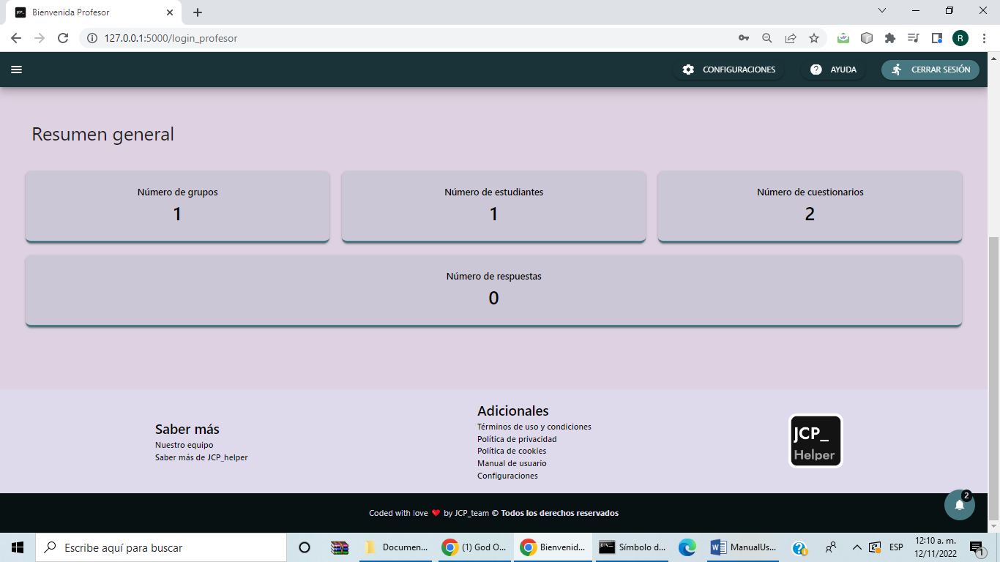 JCP_
Bienvenida Profesor
127.0.0.1:5000/login_profesor
R
CONFIGURACIONES
AYUDA
CERRAR SESIÓN
Resumen general
Número de grupos
1
Número de estudiantes
1
Número de cuestionarios
2
Número de respuestas
0
Saber más
Nuestro equipo
Saber más de JCP_helper
Adicionales
Términos de uso y condiciones
Política de privacidad
Política de cookies
Manual de usuario
Configuraciones
JCP_
Helper
2
Coded with love ❤ by JCP_team © Todos los derechos reservados
Escribe aquí para buscar
Documen...
(1) God O...
Bienvenid...
Símbolo d...
ManualUs...
ESP
12:10 a. m.
12/11/2022
1